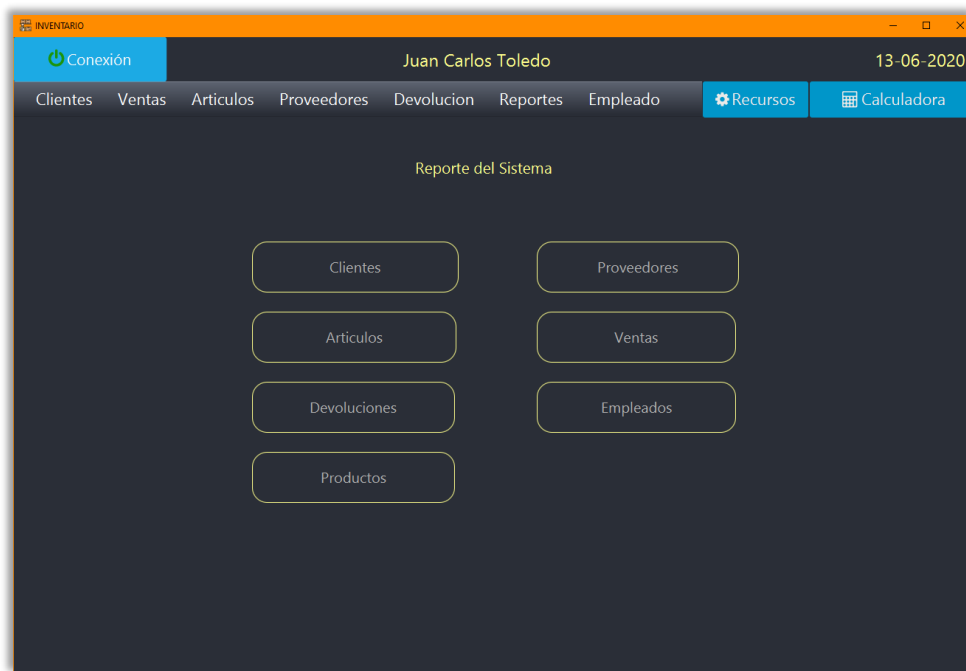 INVENTARIO
Conexión
Juan Carlos Toledo
13-06-2020
Clientes Ventas Articulos Proveedores Devolucion Reportes Empleado Recursos Calculadora
Reporte del Sistema
Clientes Proveedores
Articulos Ventas
Devoluciones Empleados
Productos